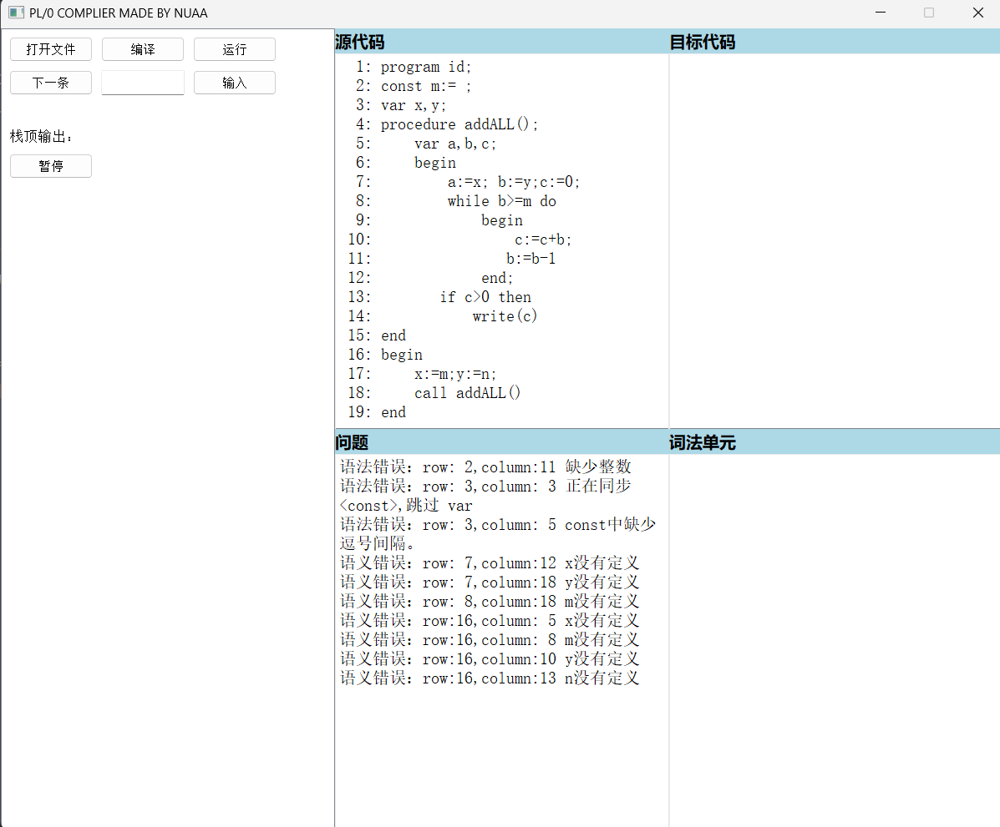 PL/0 COMPLIER MADE BY NUAA
打开文件 编译 运行
下一条 输入
栈顶输出：
暂停
源代码
1: program id;
2: const m:= ;
3: var x,y;
4: procedure addALL();
5:     var a,b,c;
6:     begin
7:         a:=x; b:=y;c:=0;
8:         while b>=m do
9:             begin
10:                 c:=c+b;
11:                b:=b-1
12:             end;
13:        if c>0 then
14:            write(c)
15: end
16: begin
17:     x:=m;y:=n;
18:     call addALL()
19: end
目标代码
问题
语法错误：row: 2,column:11 缺少整数
语法错误：row: 3,column: 3 正在同步
<const>,跳过 var
语法错误：row: 3,column: 5 const中缺少
逗号间隔。
语义错误：row: 7,column:12 x没有定义
语义错误：row: 7,column:18 y没有定义
语义错误：row: 8,column:18 m没有定义
语义错误：row:16,column: 5 x没有定义
语义错误：row:16,column: 8 m没有定义
语义错误：row:16,column:10 y没有定义
语义错误：row:16,column:13 n没有定义
词法单元